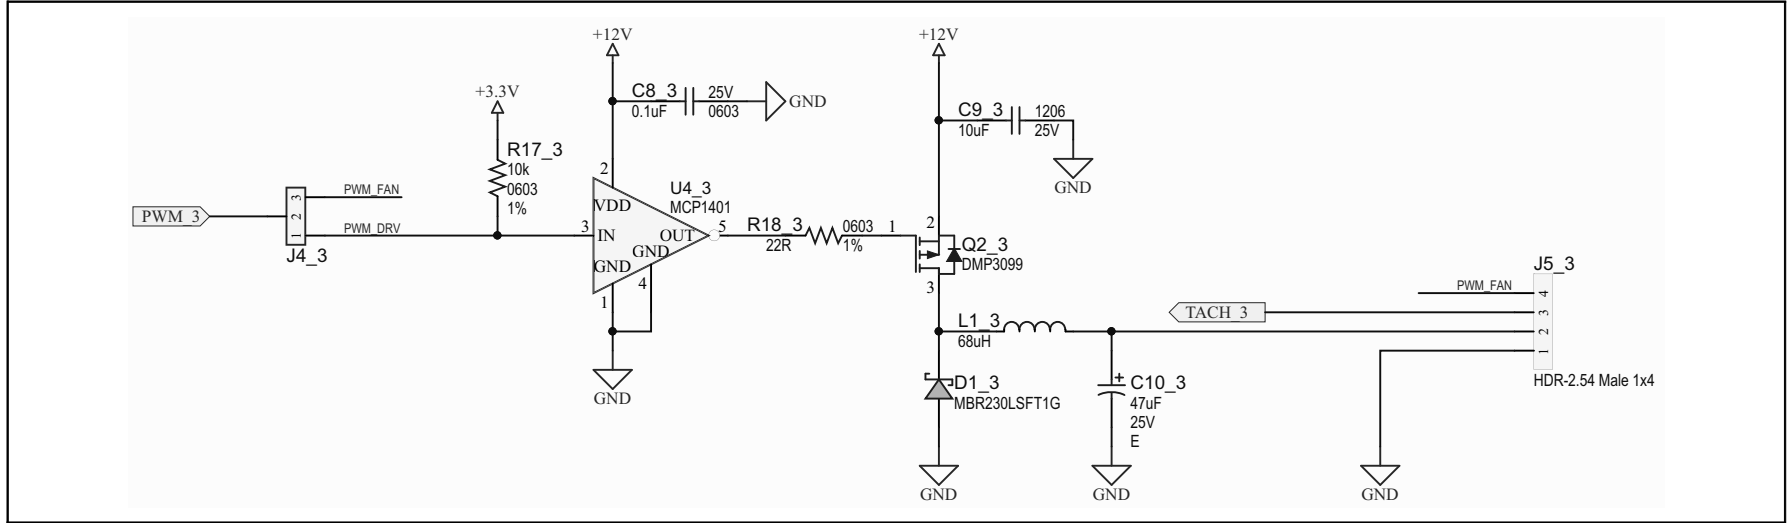 +12V
+12V
C8_3
25V
0.1uF
0603
GND
+3.3V
C9_3
1206
10uF
25V
GND
R17_3
10k
0603
1%
2
U4_3
MCP1401
VDD
3
IN
OUT
5
GND
GND
4
1
GND
PWM_3
3
2
1
J4_3
PWM_FAN
PWM_DRV
R18_3
22R
0603
1%
1
2
Q2_3
DMP3099
3
L1_3
68uH
D1_3
MBR230LSFT1G
GND
+
C10_3
47uF
25V
E
GND
TACH_3
J5_3
PWM_FAN
4
3
2
1
HDR-2.54 Male 1x4
GND